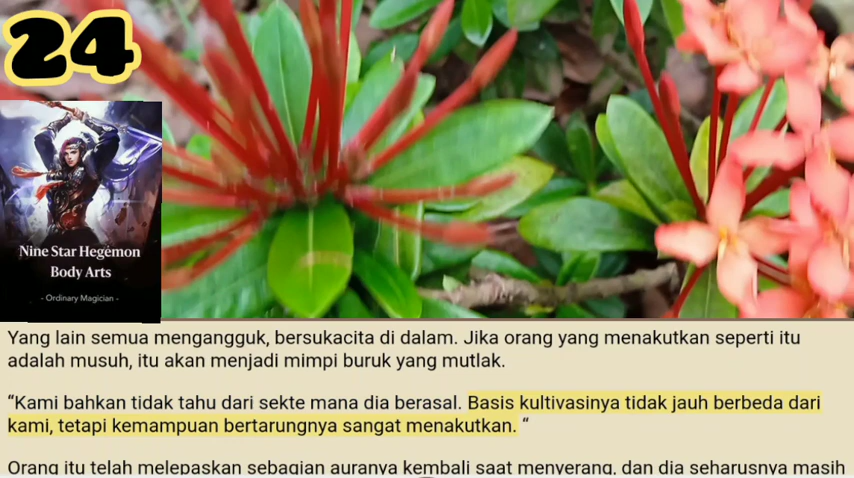 24
Nine Star Hegemon
Body Arts
- Ordinary Magician -
Yang lain semua mengangguk, bersukacita di dalam. Jika orang yang menakutkan seperti itu
adalah musuh, itu akan menjadi mimpi buruk yang mutlak.
“Kami bahkan tidak tahu dari sekte mana dia berasal. Basis kultivasinya tidak jauh berbeda dari
kami, tetapi kemampuan bertarungnya sangat menakutkan. “
Orang itu telah melepaskan sebagian auranya kembali saat menyerang, dan dia seharusnya masih